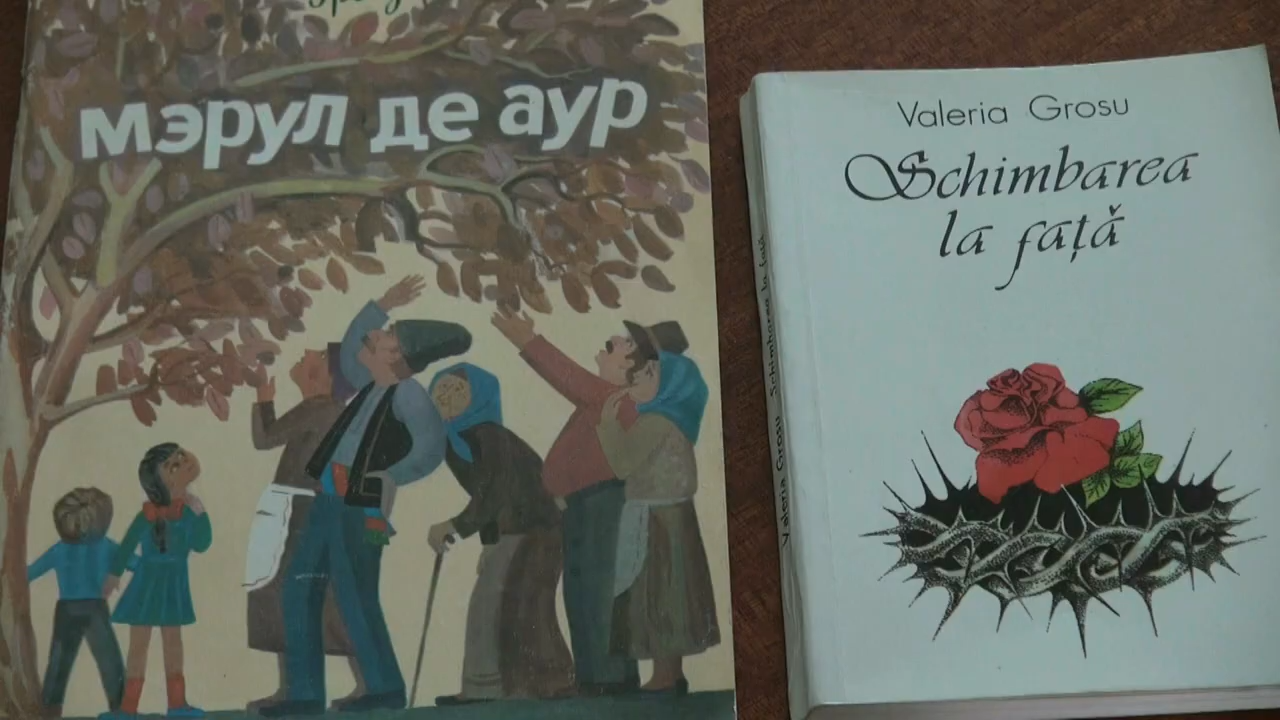 мэрул де аур
Valeria Grosu
Schimbarea
la față
Valeria Grosu Schimbarea la față